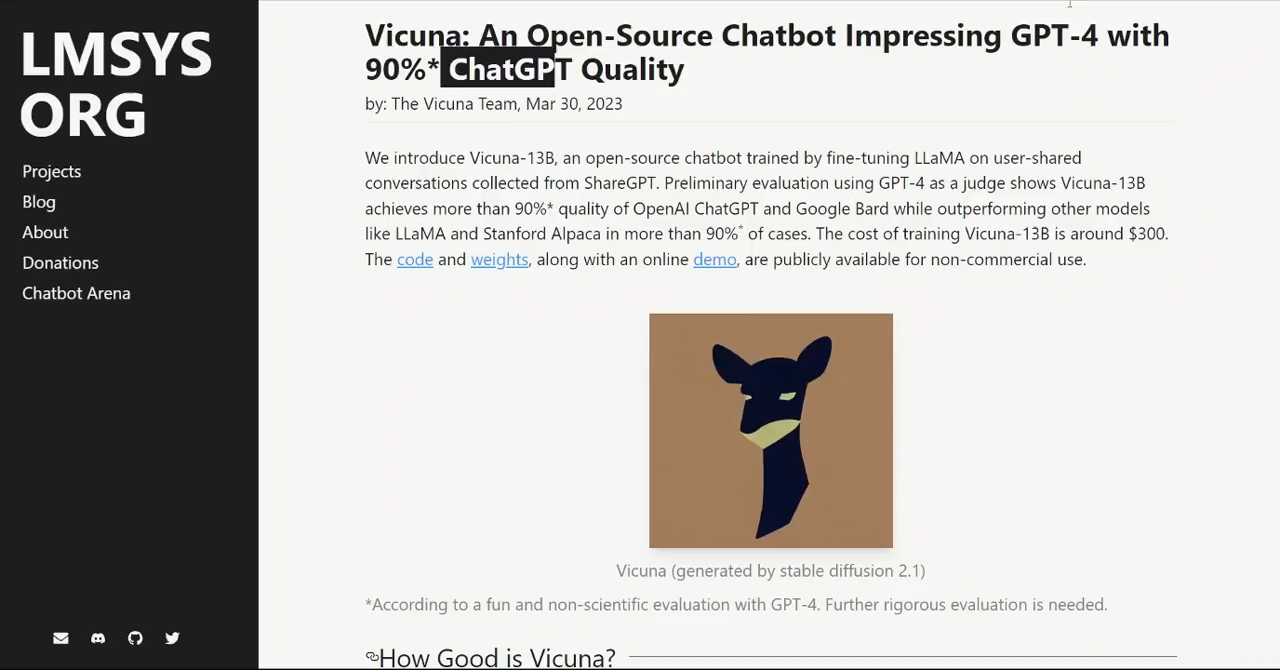 LMSYS
ORG
Projects
Blog
About
Donations
Chatbot Arena
Vicuna: An Open-Source Chatbot Impressing GPT-4 with
90%* ChatGPT Quality
by: The Vicuna Team, Mar 30, 2023
We introduce Vicuna-13B, an open-source chatbot trained by fine-tuning LLaMA on user-shared
conversations collected from ShareGPT. Preliminary evaluation using GPT-4 as a judge shows Vicuna-13B
achieves more than 90%* quality of OpenAI ChatGPT and Google Bard while outperforming other models
like LLaMA and Stanford Alpaca in more than 90%* of cases. The cost of training Vicuna-13B is around $300.
The code and weights, along with an online demo, are publicly available for non-commercial use.
Vicuna (generated by stable diffusion 2.1)
*According to a fun and non-scientific evaluation with GPT-4. Further rigorous evaluation is needed.
How Good is Vicuna?